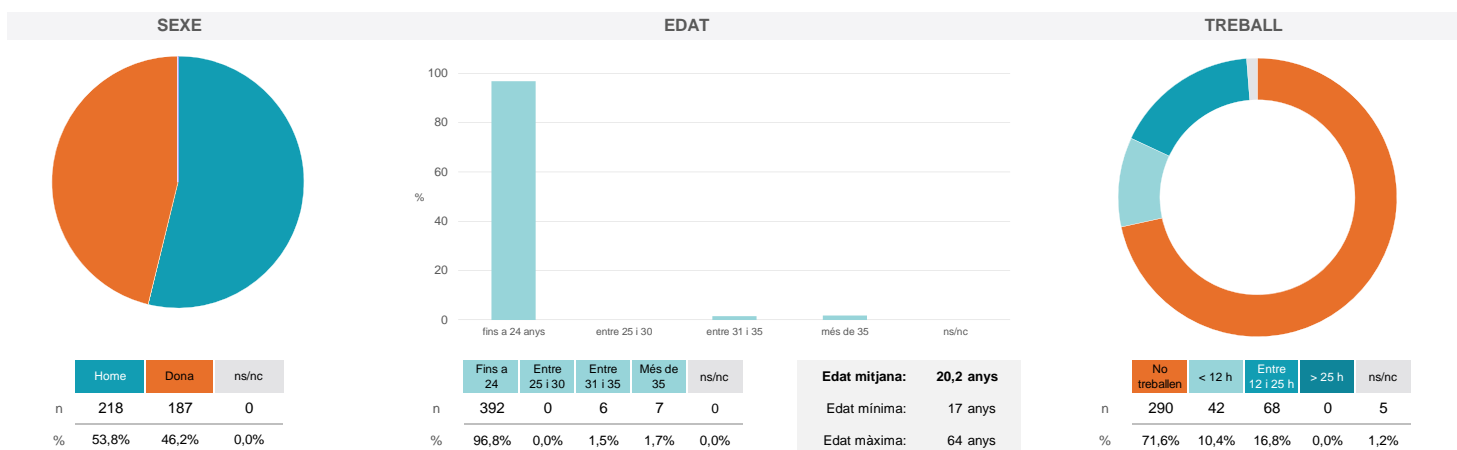 SEXE
EDAT
TREBALL
100
80
60
40
20
0
%
fins a 24 anys
entre 25 i 30
entre 31 i 35
més de 35
ns/nc
Home Dona ns/nc
n 218 187 0
% 53,8% 46,2% 0,0%
Fins a 24 Entre 25 i 30 Entre 31 i 35 Més de 35 ns/nc
n 392 0 6 7 0
% 96,8% 0,0% 1,5% 1,7% 0,0%
Edat mitjana: 20,2 anys
Edat mínima: 17 anys
Edat màxima: 64 anys
No treballen < 12 h Entre 12 i 25 h > 25 h ns/nc
n 290 42 68 0 5
% 71,6% 10,4% 16,8% 0,0% 1,2%